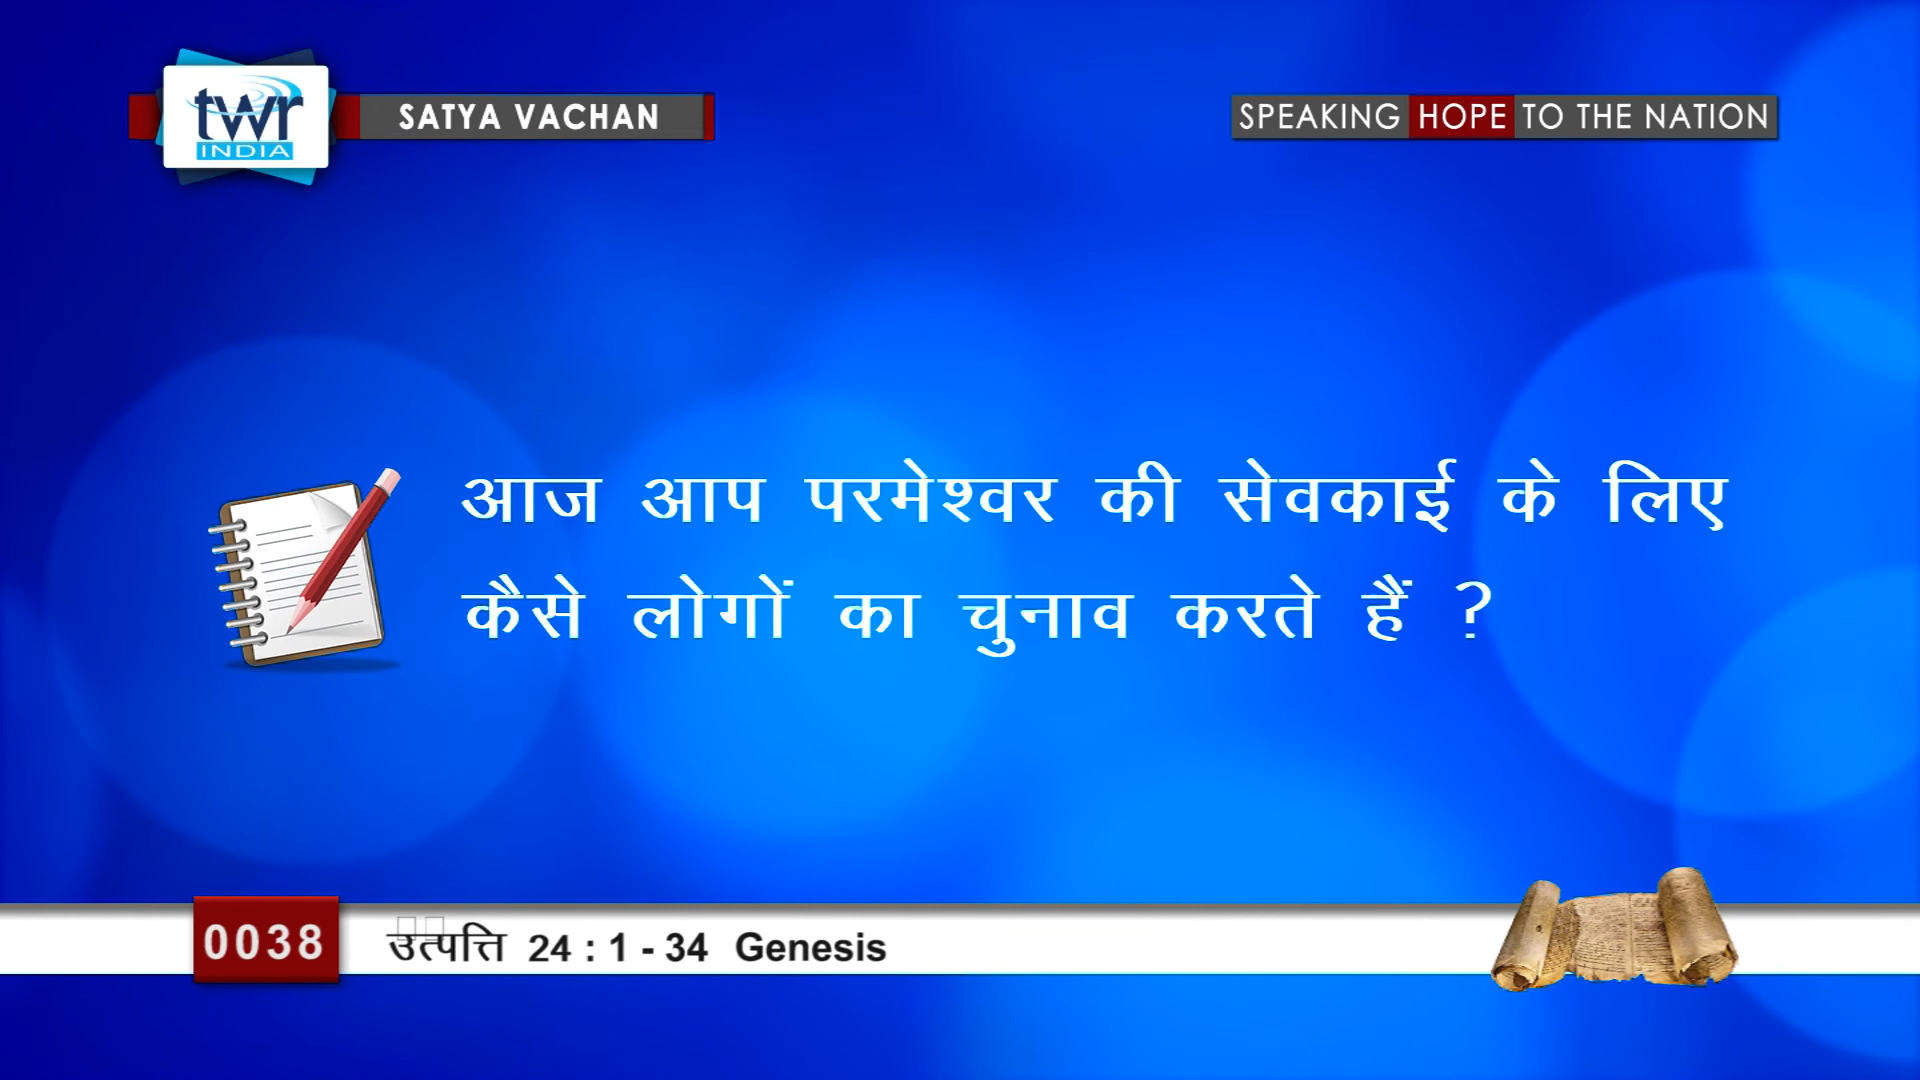 twr
INDIA
SATYA VACHAN
SPEAKING HOPE TO THE NATION
आज आप परमेश्वर की सेवकाई के लिए
कैसे लोगों का चुनाव करते हैं ?
0038
उत्पत्ति 24 : 1 - 34 Genesis